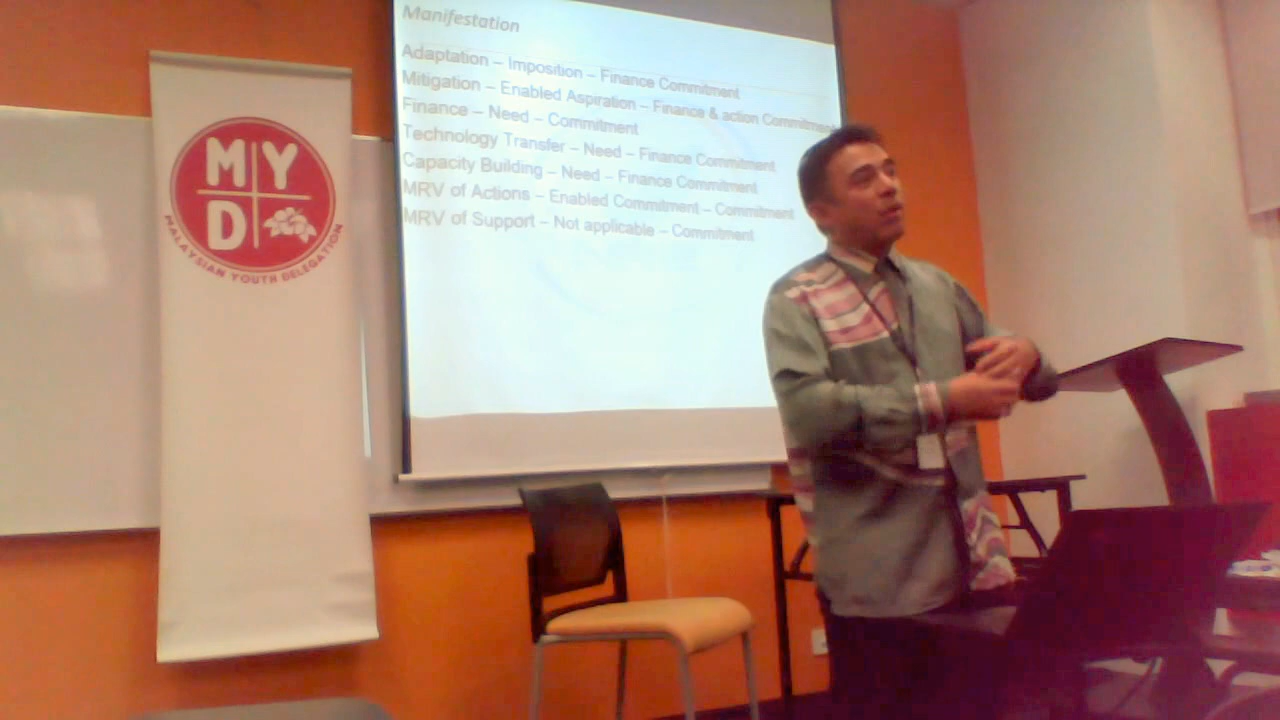 M Y
D
MALAYSIAN YOUTH DELEGATION
Manifestation
Adaptation – Imposition – Finance Commitment
Mitigation – Enabled Aspiration – Finance & action Commitment
Finance – Need – Commitment
Technology Transfer – Need – Finance Commitment
Capacity Building – Need – Finance Commitment
MRV of Actions – Enabled Commitment – Commitment
MRV of Support – Not applicable – Commitment